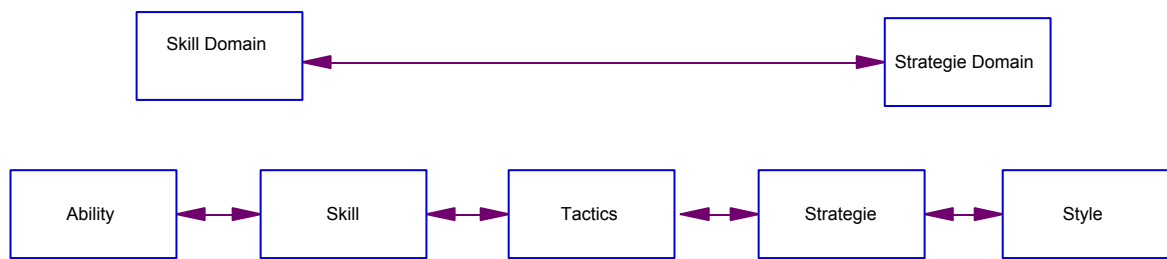 Skill Domain
Strategie Domain
Ability
Skill
Tactics
Strategie
Style